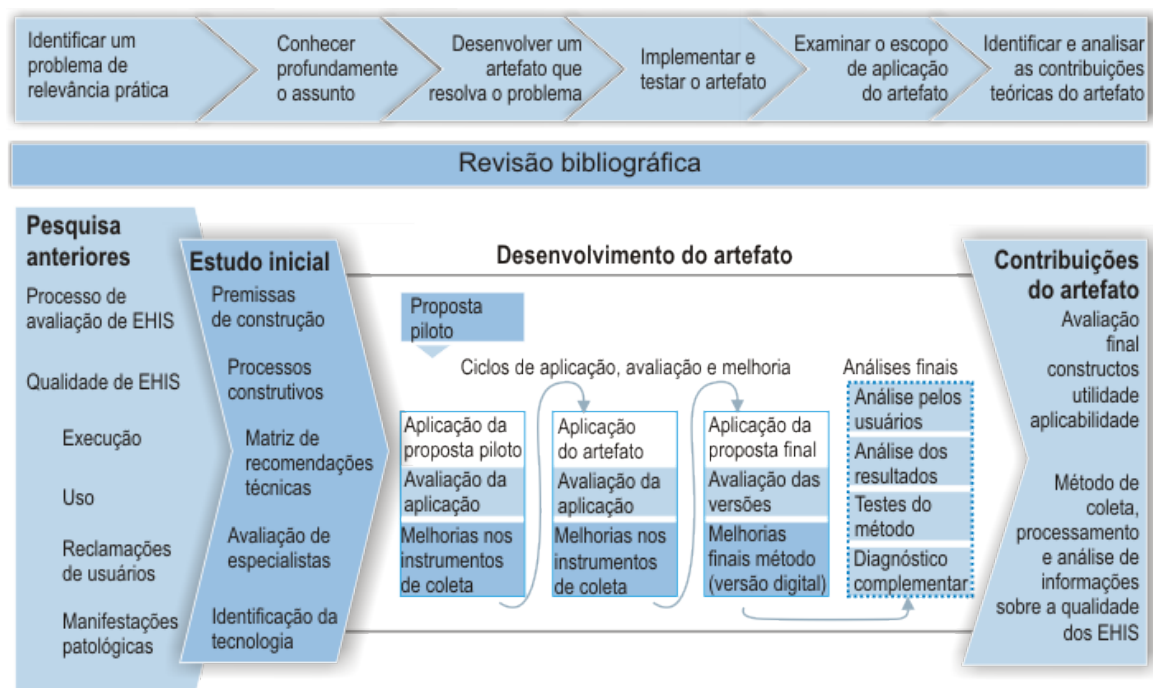 Identificar um
problema de
relevância prática
Conhecer
profundamente
o assunto
Desenvolver um
artefato que
resolva o problema
Implementar e
testar o artefato
Examinar o escopo
de aplicação
do artefato
Identificar e analisar
as contribuições
teóricas do artefato
Revisão bibliográfica
Pesquisa
anteriores
Processo de
avaliação de EHIS
Qualidade de EHIS
Execução
Uso
Reclamações
de usuários
Manifestações
patológicas
Estudo inicial
Premissas
de construção
Processos
construtivos
Matriz de
recomendações
técnicas
Avaliação de
especialistas
Identificação da
tecnologia
Desenvolvimento do artefato
Proposta
piloto
Ciclos de aplicação, avaliação e melhoria
Aplicação da
proposta piloto
Avaliação da
aplicação
Melhorias nos
instrumentos
de coleta
Aplicação
do artefato
Avaliação da
aplicação
Melhorias nos
instrumentos
de coleta
Aplicação da
proposta final
Avaliação das
versões
Melhorias
finais método
(versão digital)
Análises finais
Análise pelos
usuários
Análise dos
resultados
Testes do
método
Diagnóstico
complementar
Contribuições
do artefato
Avaliação
final
constructos
utilidade
aplicabilidade
Método de
coleta,
processamento
e análise de
informações
sobre a qualidade
dos EHIS